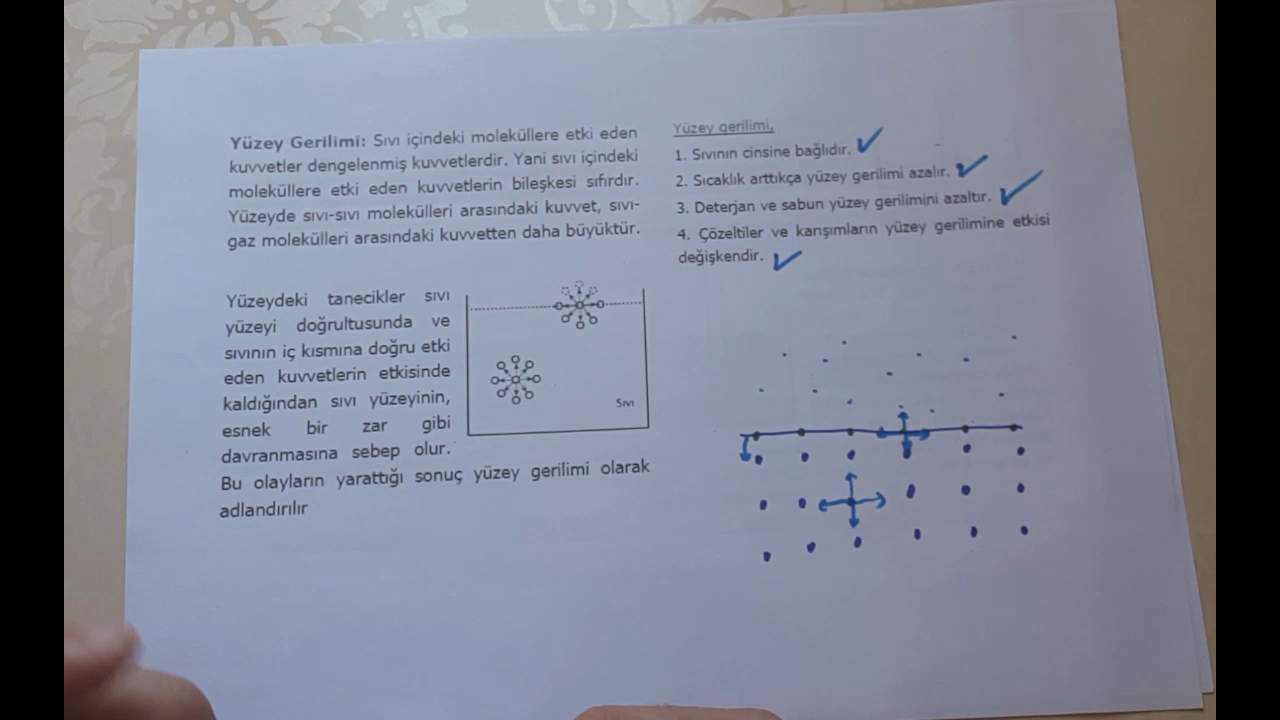 Yüzey Gerilimi: Sıvı içindeki moleküllere etki eden
kuvvetler dengelenmiş kuvvetlerdir. Yani sıvı içindeki
moleküllere etki eden kuvvetlerin bileşkesi sıfırdır.
Yüzeyde sıvı-sıvı molekülleri arasındaki kuvvet, sıvı-
gaz molekülleri arasındaki kuvvetten daha büyüktür.
Yüzeydeki tanecikler sıvı
yüzeyi doğrultusunda ve
sıvının iç kısmına doğru etki
eden kuvvetlerin etkisinde
kaldığından sıvı yüzeyinin,
esnek bir zar gibi
davranmasına sebep olur.
Bu olayların yarattığı sonuç yüzey gerilimi olarak
adlandırılır
Sıvı
Yüzey gerilimi,
1. Sıvının cinsine bağlıdır.
2. Sıcaklık arttıkça yüzey gerilimi azalır.
3. Deterjan ve sabun yüzey gerilimini azaltır.
4. Çözeltiler ve karışımların yüzey gerilimine etkisi
değişkendir.